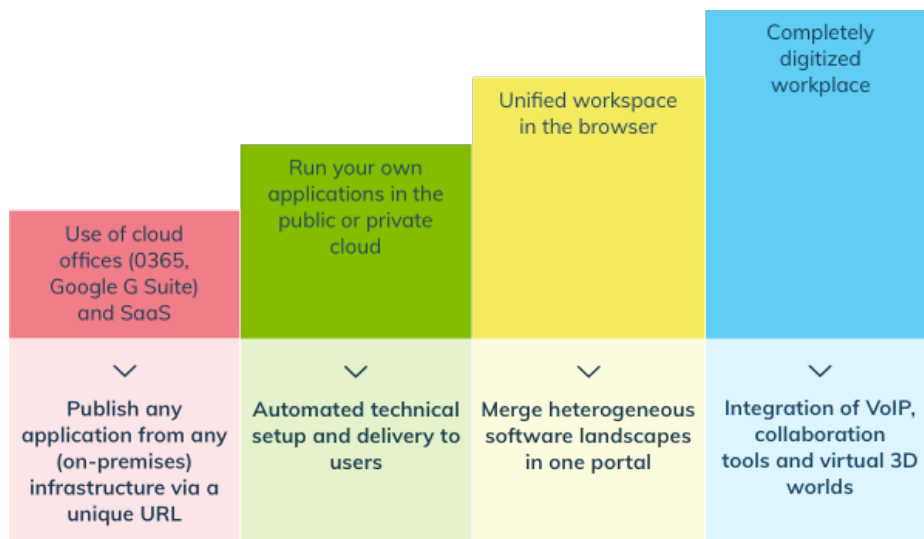 Use of cloud
offices (0365,
Google G Suite)
and SaaS
Run your own
applications in the
public or private
cloud
Unified workspace
in the browser
Completely
digitized
workplace
Publish any
application from any
(on-premises)
infrastructure via a
unique URL
Automated technical
setup and delivery to
users
Merge heterogeneous
software landscapes
in one portal
Integration of VoIP,
collaboration
tools and virtual 3D
worlds